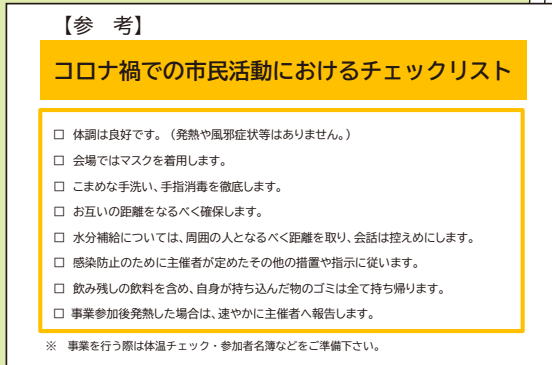 【参　考】
コロナ禍での市民活動におけるチェックリスト
□ 体調は良好です。（発熱や風邪症状等はありません。）
□ 会場ではマスクを着用します。
□ こまめな手洗い、手指消毒を徹底します。
□ お互いの距離をなるべく確保します。
□ 水分補給については、周囲の人となるべく距離を取り、会話は控えめにします。
□ 感染防止のために主催者が定めたその他の措置や指示に従います。
□ 飲み残しの飲料を含め、自身が持ち込んだ物のゴミは全て持ち帰ります。
□ 事業参加後発熱した場合は、速やかに主催者へ報告します。
※　事業を行う際は体温チェック・参加者名簿などをご準備下さい。